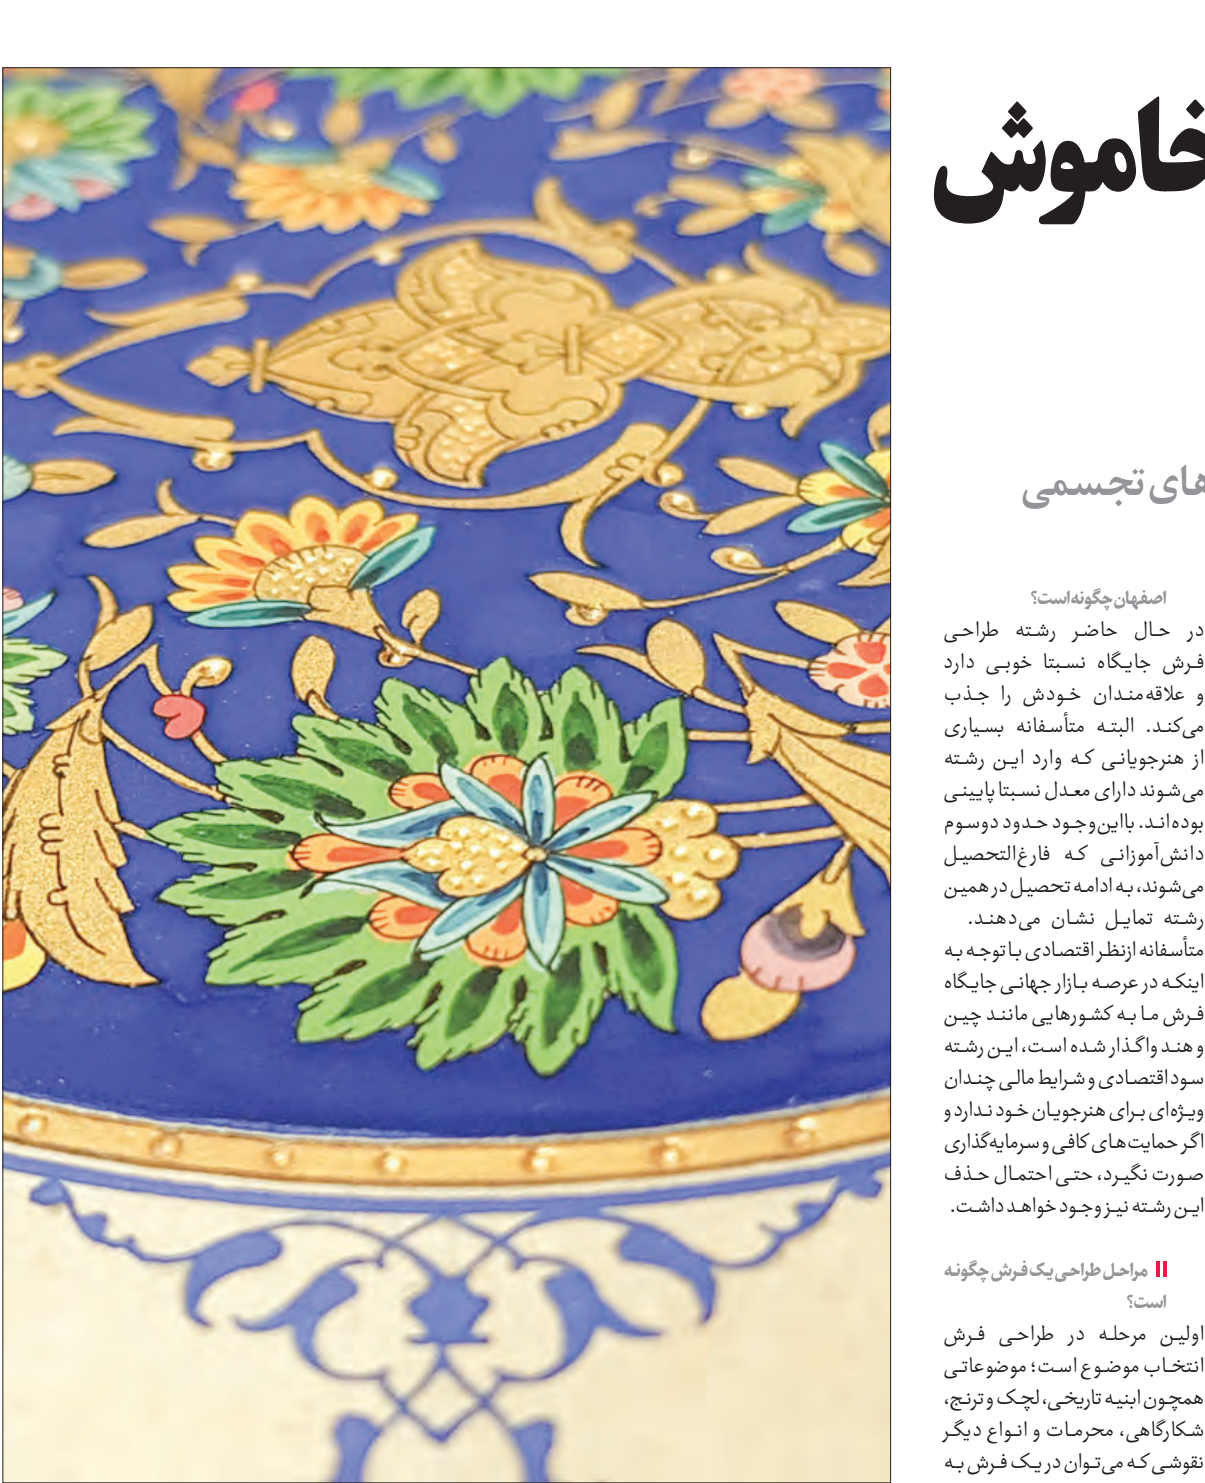 خاموش
های تجسمی
اصفهان چگونه است؟
در حال حاضر رشته طراحی
فرش جایگاه نسبتا خوبی دارد
و علاقه‌مندان خودش را جذب
می‌کند. البته متأسفانه بسیاری
از هنرجویانی که وارد این رشته
می‌شوند دارای معدل نسبتا پایینی
بوده‌اند. بااین‌وجود حدود دوسوم
دانش‌آموزانی که فارغ‌التحصیل
می‌شوند، به ادامه تحصیل در همین
رشته تمایل نشان می‌دهند.
متأسفانه ازنظر اقتصادی با توجه به
اینکه در عرصه بازار جهانی جایگاه
فرش ما به کشورهایی مانند چین
و هند واگذار شده است، این رشته
سود اقتصادی و شرایط مالی چندان
ویژه‌ای برای هنرجویان خود ندارد و
اگر حمایت‌های کافی و سرمایه‌گذاری
صورت نگیرد، حتی احتمال حذف
این رشته نیز وجود خواهد داشت.
مراحل طراحی یک فرش چگونه
است؟
اولین مرحله در طراحی فرش
انتخاب موضوع است؛ موضوعاتی
همچون ابنیه تاریخی، لچک و ترنج،
شکارگاهی، محرمات و انواع دیگر
نقوشی که می‌توان در یک فرش به